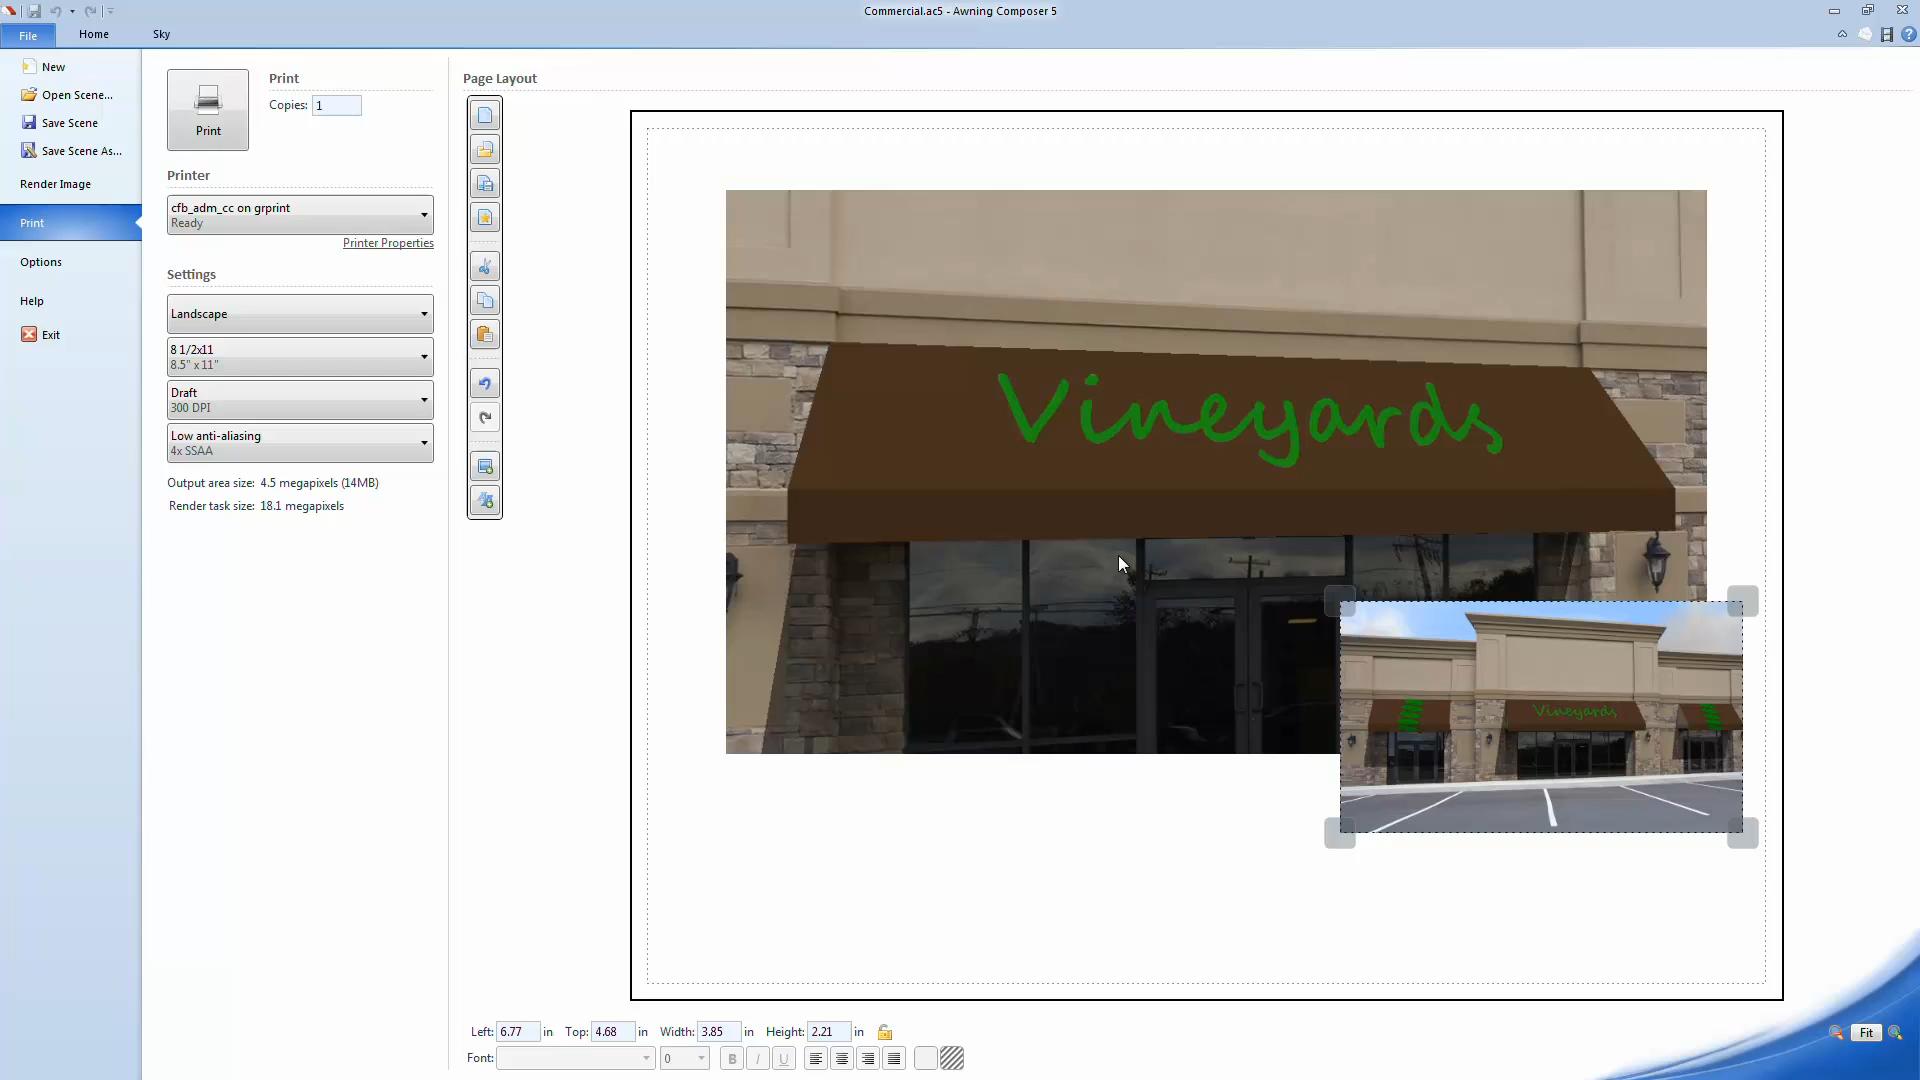 Commercial.ac5 - Awning Composer 5
File
Home
Sky
New
Open Scene...
Save Scene
Save Scene As...
Render Image
Print
Options
Help
Exit
Print
Print
Copies: 1
Printer
cfb_adm_cc on grprint
Ready
Printer Properties
Settings
Landscape
8 1/2x11
8.5" x 11"
Draft
300 DPI
Low anti-aliasing
4x SSAA
Output area size: 4.5 megapixels (14MB)
Render task size: 18.1 megapixels
Page Layout
Vineyards
Vineyards
Left: 6.77 in Top: 4.68 in Width: 3.85 in Height: 2.21 in
Font: 0 B I U
Fit